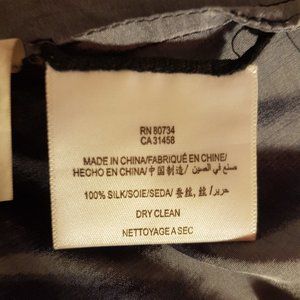 RN 80734
CA 31458
MADE IN CHINA/FABRIQUÉ EN CHINE/
HECHO EN CHINA/中国制造/ صنع في الصين
100% SILK/SOIE/SEDA/ 蚕丝, 丝/ حرير/
DRY CLEAN
NETTOYAGE A SEC